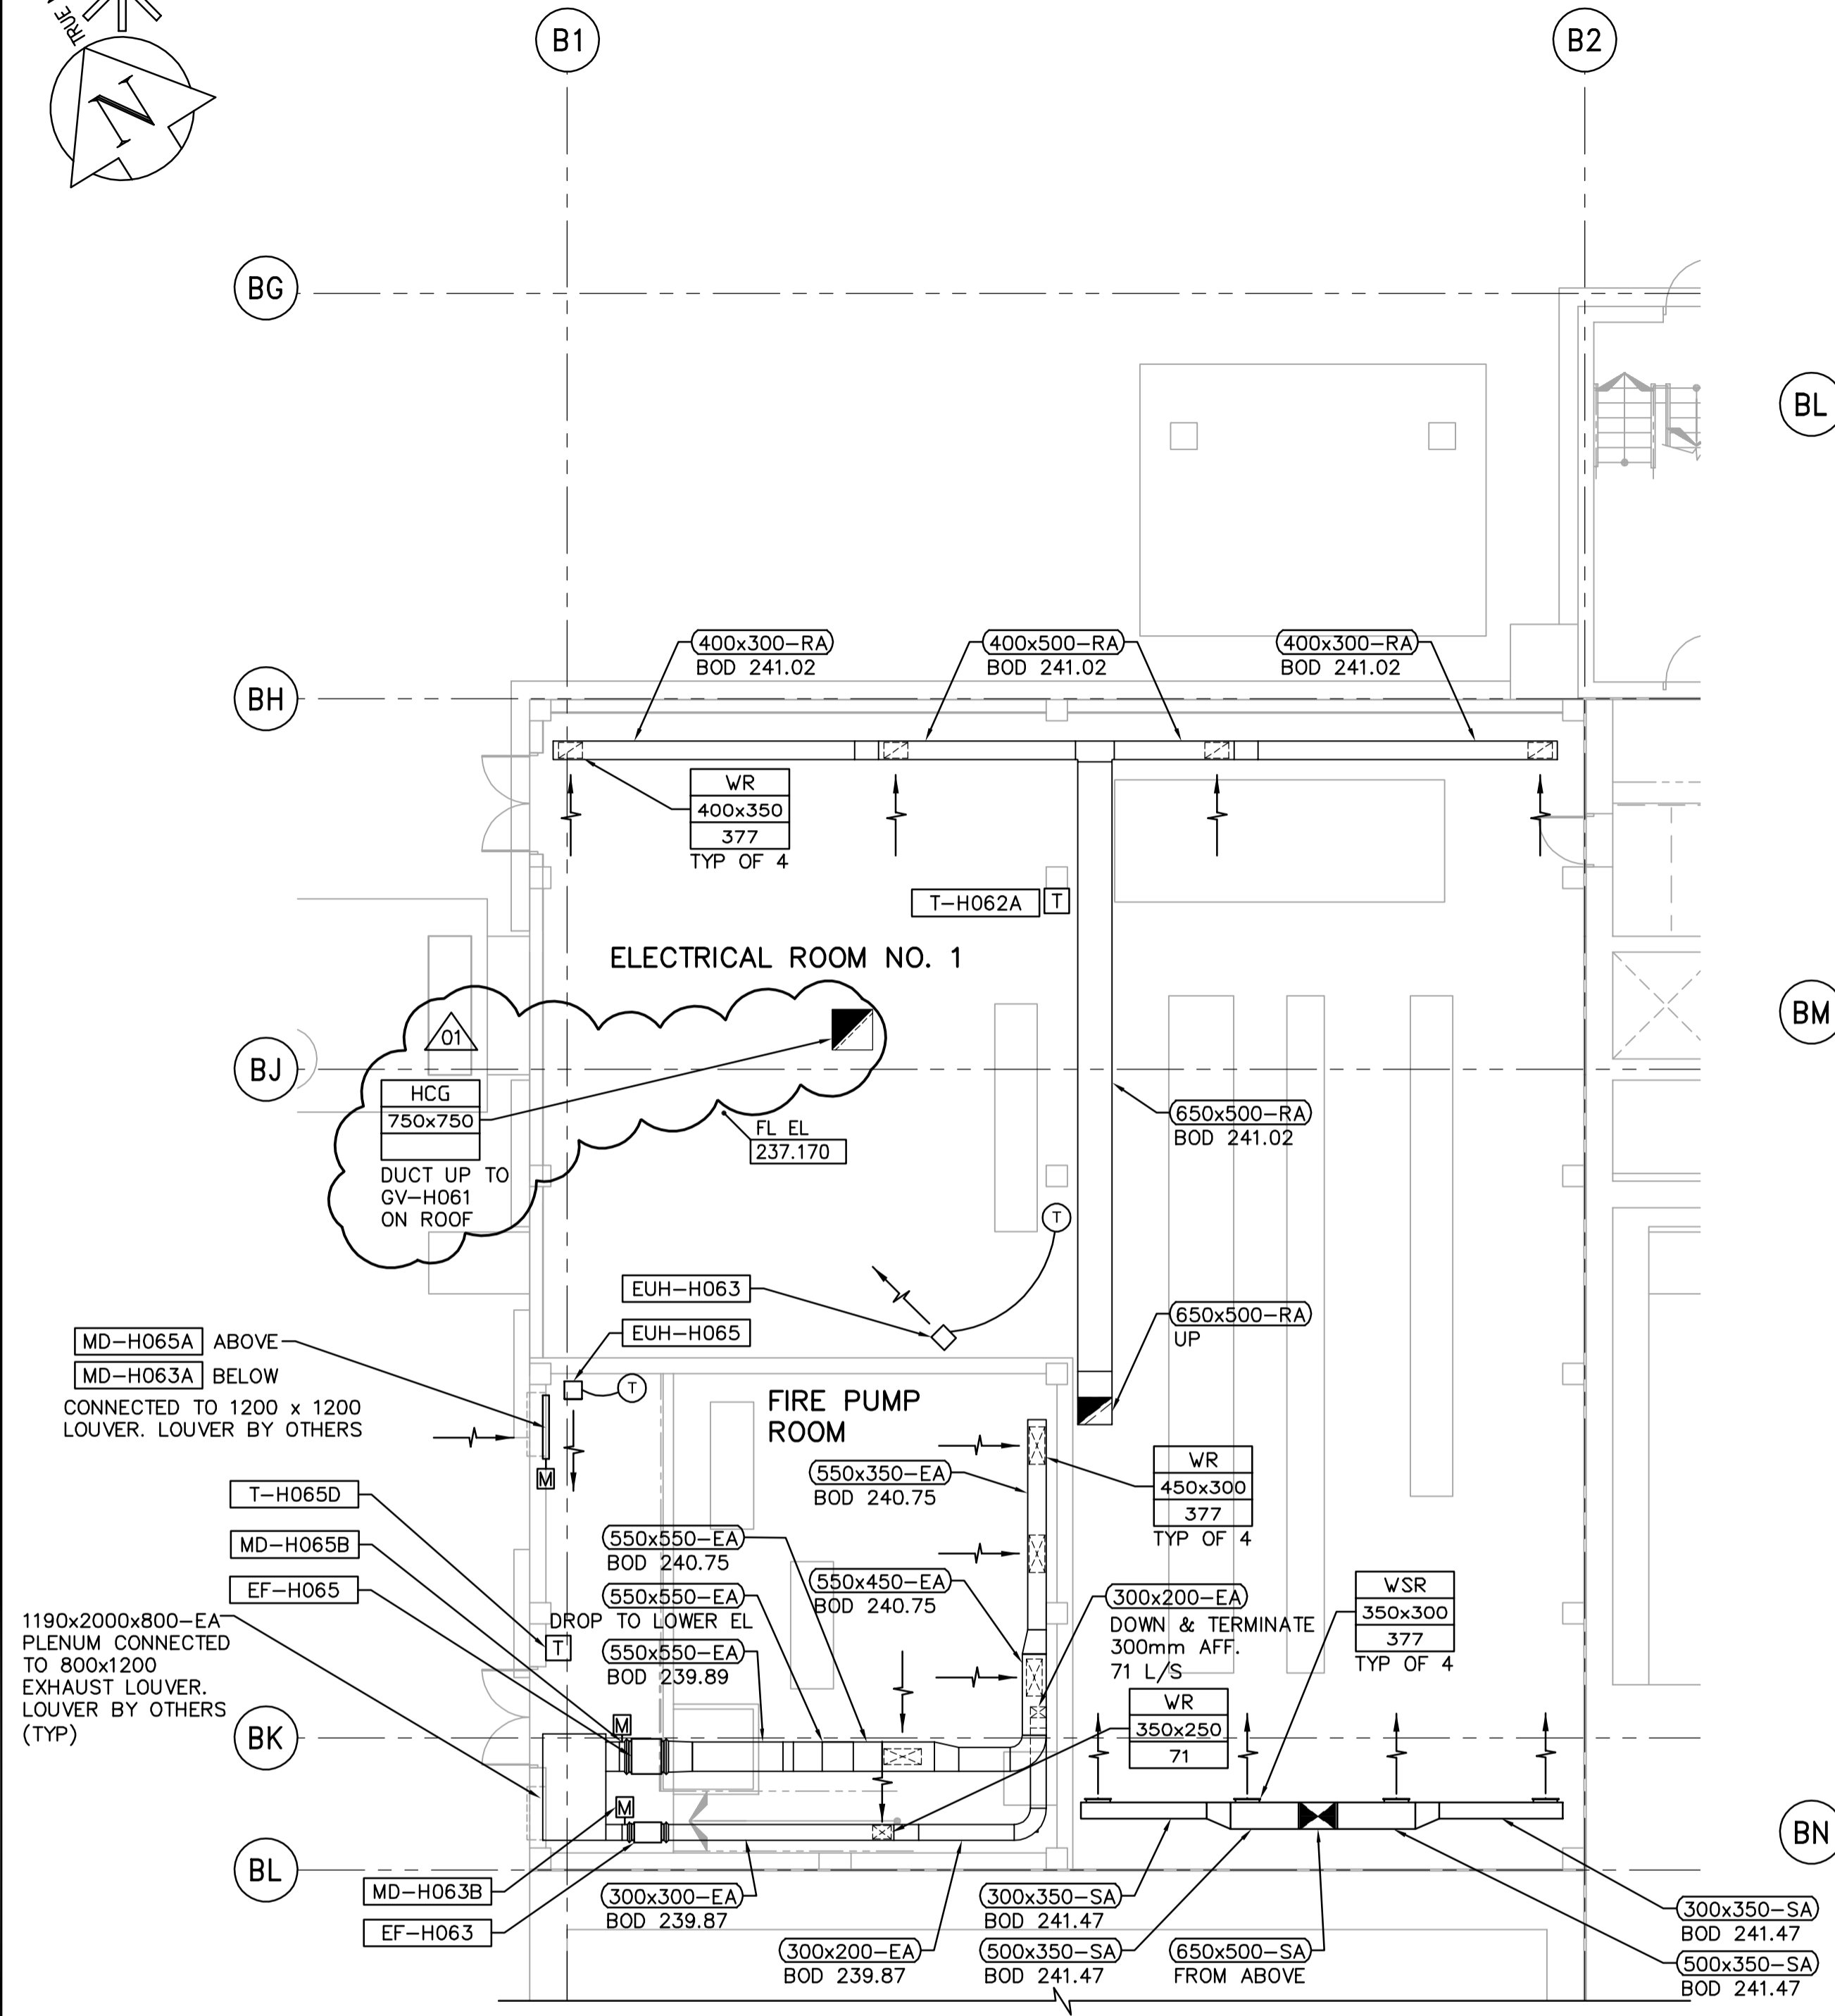 TRUE
N
B1
B2
BG
BL
BH
400x300-RA
BOD 241.02
400x500-RA
BOD 241.02
400x300-RA
BOD 241.02
WR
400x350
377
TYP OF 4
T-H062A
T
ELECTRICAL ROOM NO. 1
01
BM
BJ
HCG
750x750
DUCT UP TO
GV-H061
ON ROOF
FL EL
237.170
650x500-RA
BOD 241.02
T
EUH-H063
EUH-H065
650x500-RA
UP
MD-H065A ABOVE
MD-H063A BELOW
CONNECTED TO 1200 x 1200
LOUVER. LOUVER BY OTHERS
T
M
FIRE PUMP
ROOM
550x350-EA
BOD 240.75
WR
450x300
377
TYP OF 4
T-H065D
MD-H065B
EF-H065
550x550-EA
BOD 240.75
550x550-EA
DROP TO LOWER EL
550x550-EA
BOD 239.89
550x450-EA
BOD 240.75
300x200-EA
DOWN & TERMINATE
300mm AFF.
71 L/S
WSR
350x300
377
TYP OF 4
WR
350x250
71
1190x2000x800-EA
PLENUM CONNECTED
TO 800x1200
EXHAUST LOUVER.
LOUVER BY OTHERS
(TYP)
T
M
M
BK
BN
BL
MD-H063B
EF-H063
300x300-EA
BOD 239.87
300x200-EA
BOD 239.87
300x350-SA
BOD 241.47
500x350-SA
BOD 241.47
650x500-SA
FROM ABOVE
300x350-SA
BOD 241.47
500x350-SA
BOD 241.47